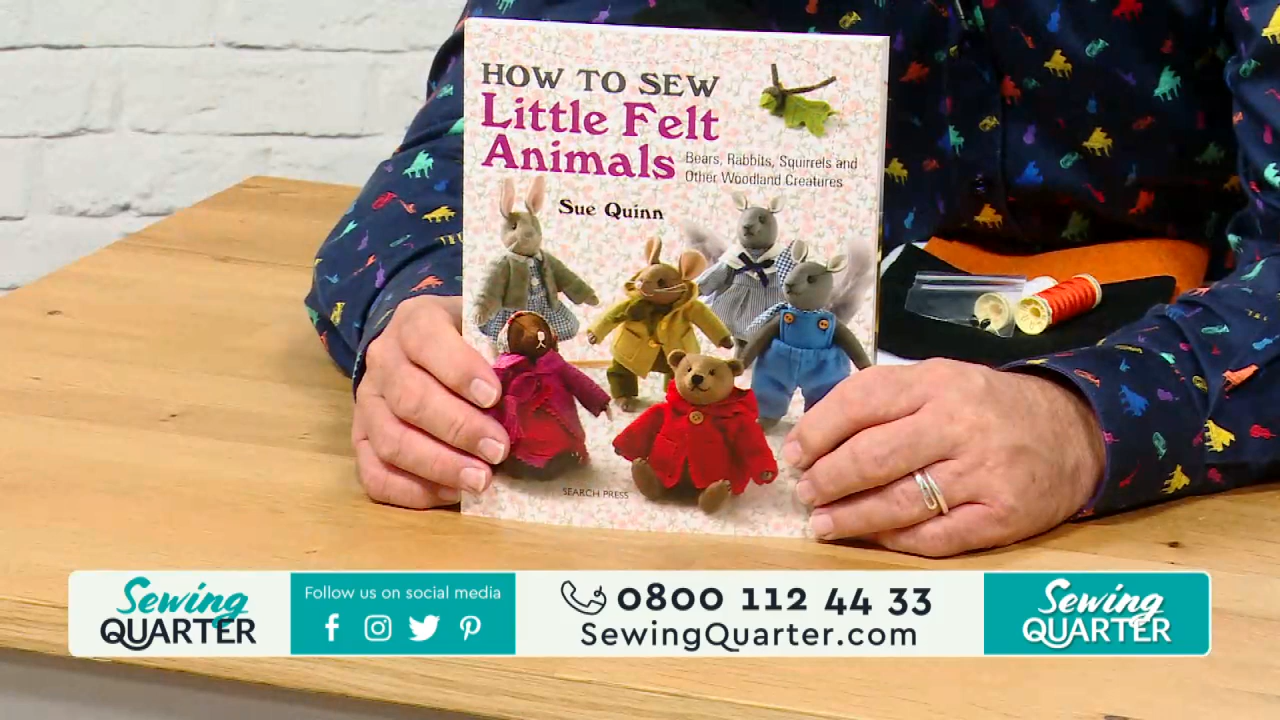 HOW TO SEW
Little Felt
Animals
Bears, Rabbits, Squirrels and
Other Woodland Creatures
Sue Quinn
SEARCH PRESS
Sewing
QUARTER
Follow us on social media
0800 112 44 33
SewingQuarter.com
Sewing
QUARTER